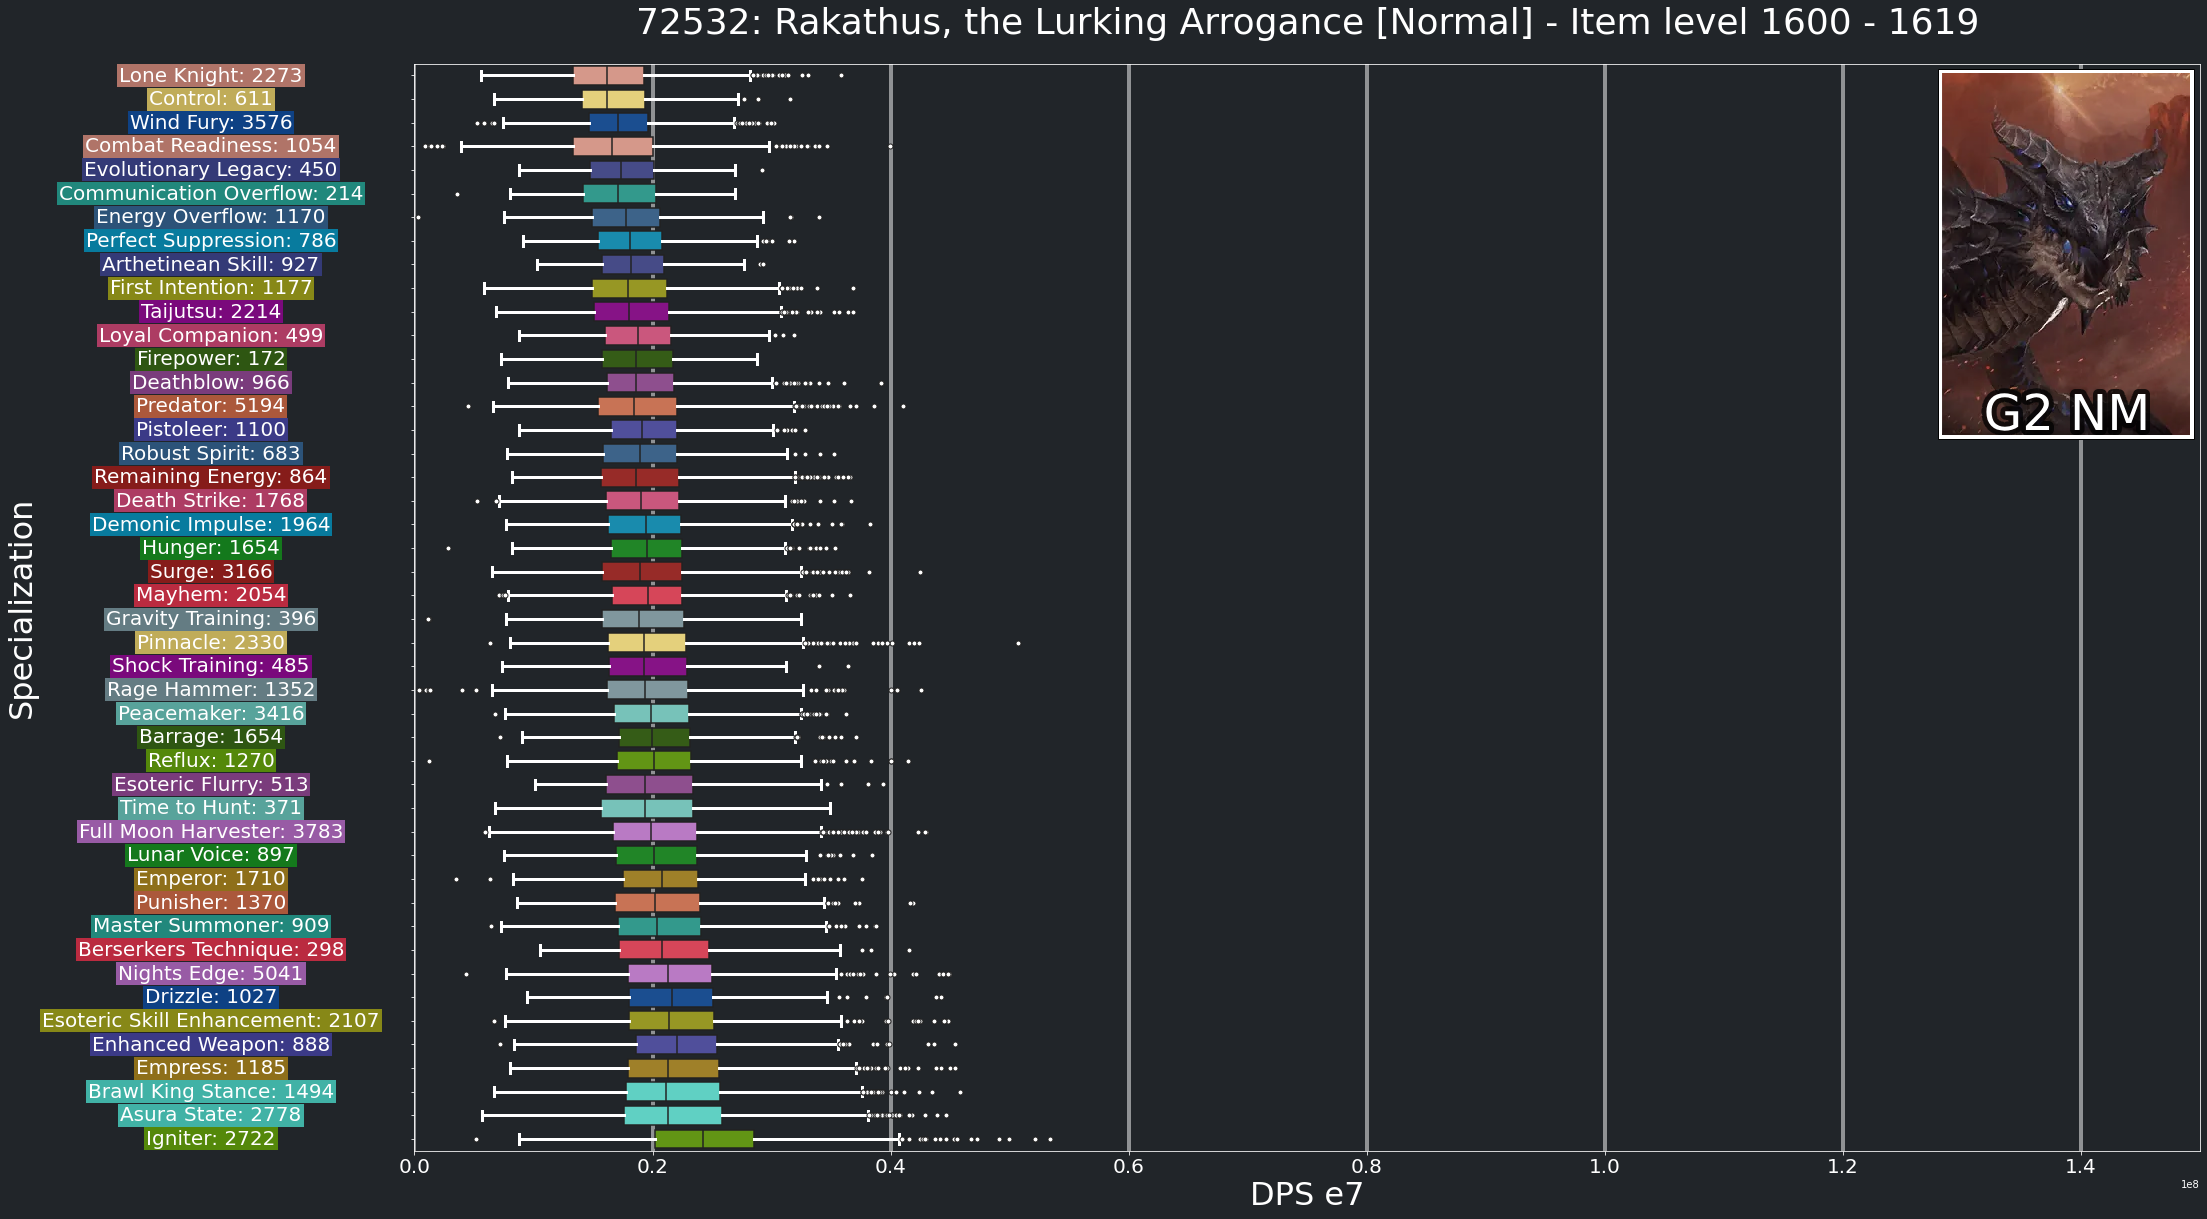 72532: Rakathus, the Lurking Arrogance [Normal] - Item level 1600 - 1619
Lone Knight: 2273
Control: 611
Wind Fury: 3576
Combat Readiness: 1054
Evolutionary Legacy: 450
Communication Overflow: 214
Energy Overflow: 1170
Perfect Suppression: 786
Arthetinean Skill: 927
First Intention: 1177
Taijutsu: 2214
Loyal Companion: 499
Firepower: 172
Deathblow: 966
Predator: 5194
Pistoleer: 1100
Robust Spirit: 683
Remaining Energy: 864
Death Strike: 1768
Demonic Impulse: 1964
Hunger: 1654
Surge: 3166
Mayhem: 2054
Gravity Training: 396
Pinnacle: 2330
Shock Training: 485
Rage Hammer: 1352
Peacemaker: 3416
Barrage: 1654
Reflux: 1270
Esoteric Flurry: 513
Time to Hunt: 371
Full Moon Harvester: 3783
Lunar Voice: 897
Emperor: 1710
Punisher: 1370
Master Summoner: 909
Berserkers Technique: 298
Nights Edge: 5041
Drizzle: 1027
Esoteric Skill Enhancement: 2107
Enhanced Weapon: 888
Empress: 1185
Brawl King Stance: 1494
Asura State: 2778
Igniter: 2722
Specialization
G2 NM
0.0 0.2 0.4 0.6 0.8 1.0 1.2 1.4
DPS e7
1e8